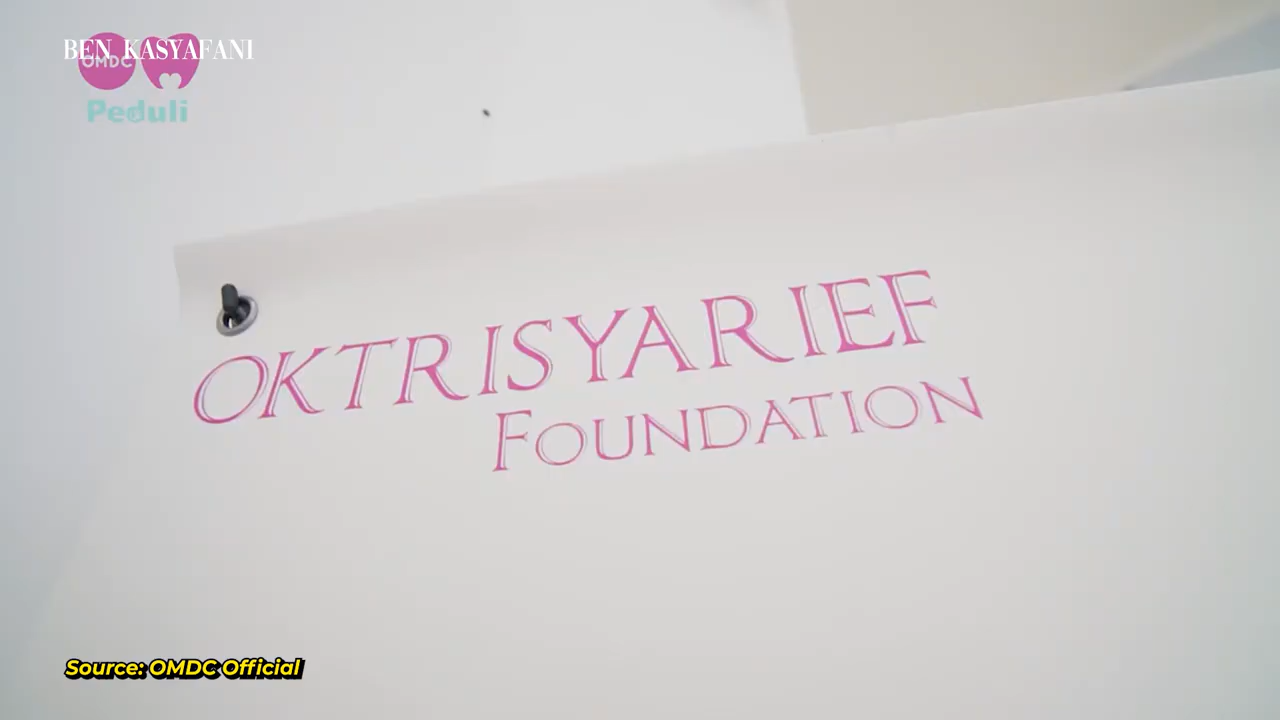 BEN KASYAFANI
OMDC
Peduli
OKTRISYARIEF
FOUNDATION
Source: OMDC Official